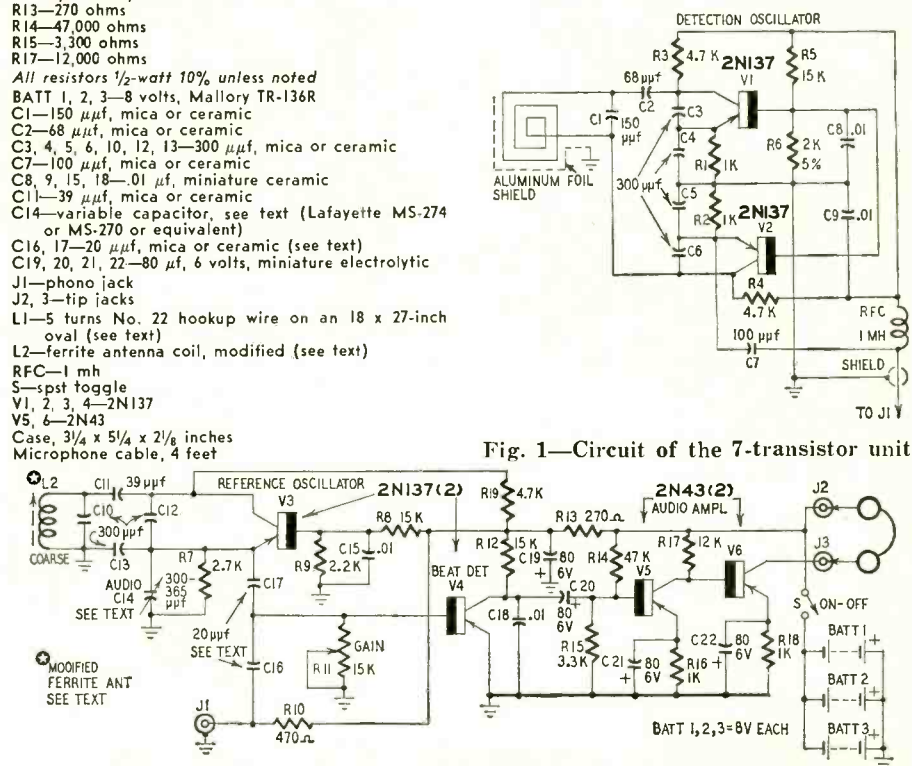 R13—270 ohms
R14—47,000 ohms
R15—3,300 ohms
R17—12,000 ohms
All resistors 1/2-watt 10% unless noted
BATT 1, 2, 3—8 volts, Mallory TR-136R
C1—150 μμf, mica or ceramic
C2—68 μμf, mica or ceramic
C3, 4, 5, 6, 10, 12, 13—300 μμf, mica or ceramic
C7—100 μμf, mica or ceramic
C8, 9, 15, 18—.01 μf, miniature ceramic
C11—39 μμf, mica or ceramic
C14—variable capacitor, see text (Lafayette MS-274
or MS-270 or equivalent)
C16, 17—20 μμf, mica or ceramic (see text)
C19, 20, 21, 22—80 μf, 6 volts, miniature electrolytic
J1—phono jack
J2, 3—tip jacks
L1—5 turns No. 22 hookup wire on an 18 x 27-inch
oval (see text)
L2—ferrite antenna coil, modified (see text)
RFC—1 mh
S—spst toggle
V1, 2, 3, 4—2N137
V5, 6—2N43
Case, 3 1/4 x 5 1/4 x 2 1/8 inches
Microphone cable, 4 feet
DETECTION OSCILLATOR
R3 4.7 K
2N137
V1
R5
15 K
68 μμf
C2
C1
150
μμf
C3
C4
R1 1K
R6 2K
5%
C8 .01
ALUMINUM FOIL
SHIELD
300 μμf
C5
R2 1K
2N137
V2
C9 .01
C6
R4
4.7 K
RFC
1 MH
100 μμf
C7
SHIELD
TO J1
Fig. 1—Circuit of the 7-transistor unit
L2
C11 39 μμf
REFERENCE OSCILLATOR
2N137(2)
R19 4.7K
2N43(2)
AUDIO AMPL
J2
C10
C12
V3
R8 15 K
R13 270Ω
J3
300μμf
C13
COARSE
R7
2.7K
R9
2.2K
C15 .01
R12 15K
C19 80
6V
R14 47 K
R17 12 K
V5
V6
BEAT DET
V4
C20
80
6V
AUDIO
C14
SEE TEXT
300-
365
μμf
C17
20μμf
SEE TEXT
C16
GAIN
R11 15K
C18 .01
R15
3.3K
C21 80
6V
R16
1K
C22 80
6V
R18
1K
S ON-OFF
BATT 1
BATT 2
BATT 3
MODIFIED
FERRITE ANT
SEE TEXT
J1
R10
470Ω
BATT 1,2,3=8V EACH